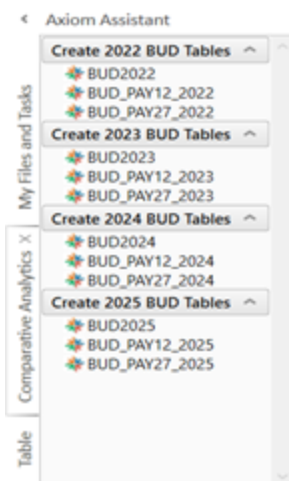 Axiom Assistant
Create 2022 BUD Tables
BUD2022
BUD_PAY12_2022
BUD_PAY27_2022
Create 2023 BUD Tables
BUD2023
BUD_PAY12_2023
BUD_PAY27_2023
Create 2024 BUD Tables
BUD2024
BUD_PAY12_2024
BUD_PAY27_2024
Create 2025 BUD Tables
BUD2025
BUD_PAY12_2025
BUD_PAY27_2025
My Files and Tasks
Comparative Analytics
Table